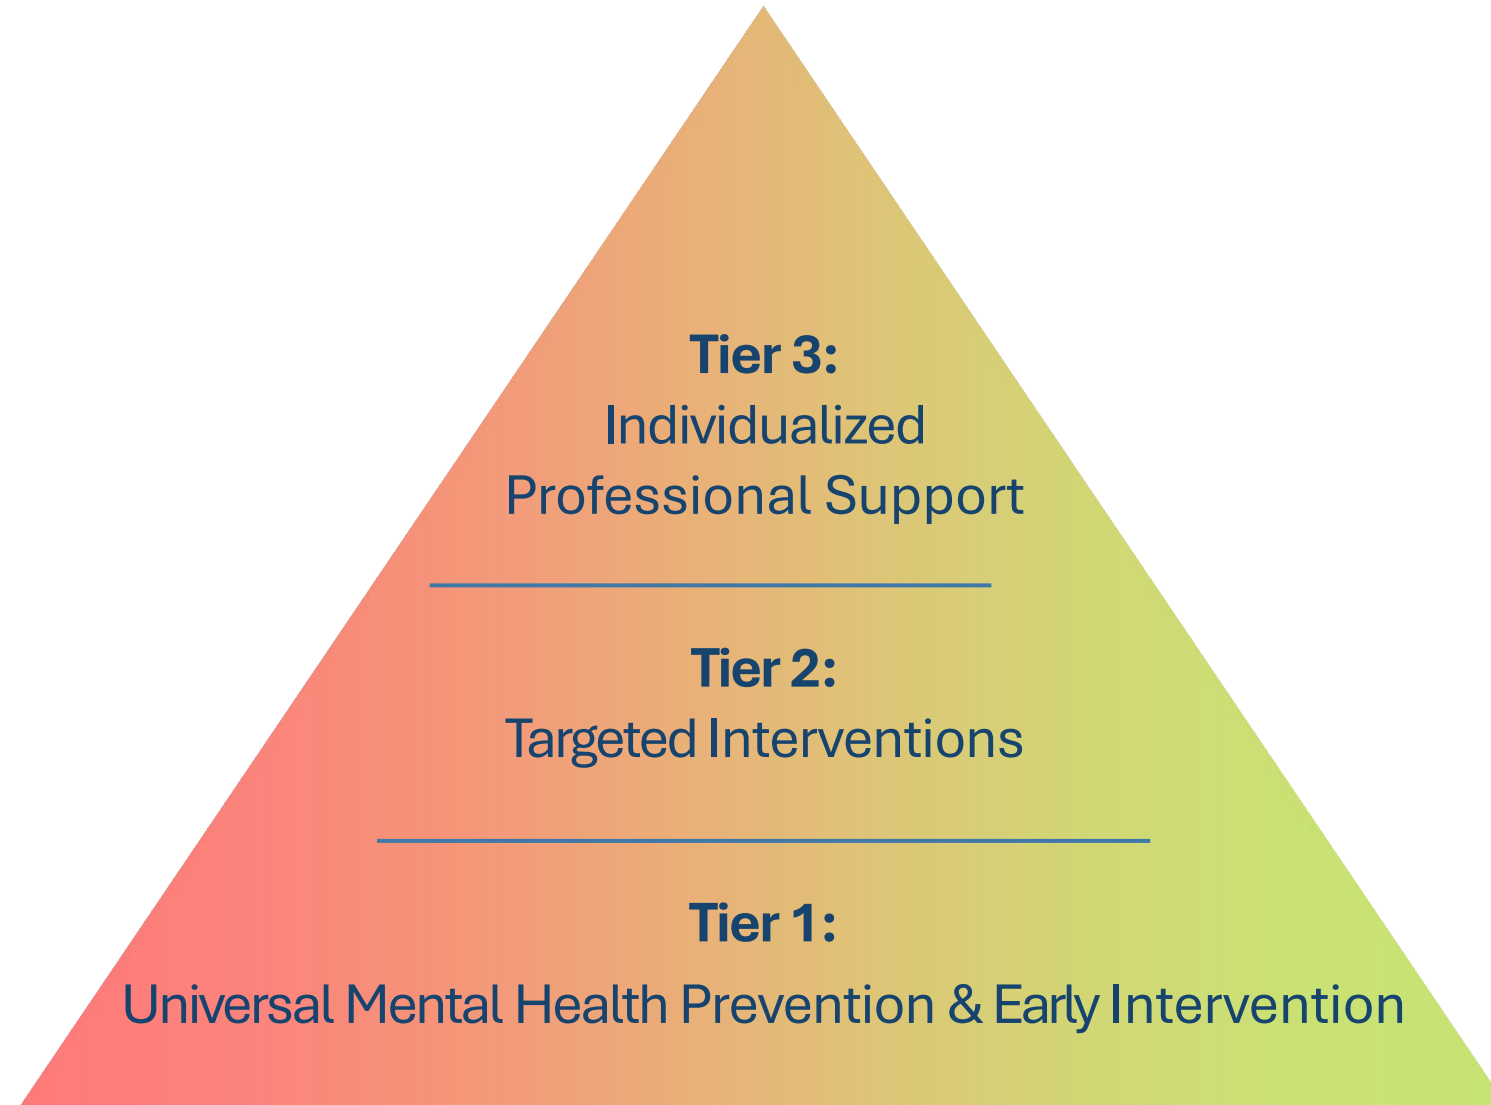 Tier 3:
Individualized
Professional Support
Tier 2:
Targeted Interventions
Tier 1:
Universal Mental Health Prevention & Early Intervention